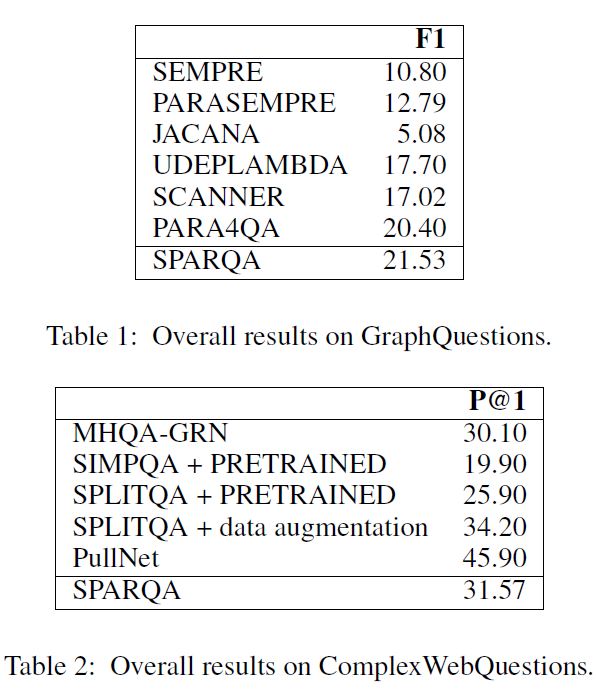 F1
SEMPRE 10.80
PARASEMPRE 12.79
JACANA 5.08
UDEPLAMBDA 17.70
SCANNER 17.02
PARA4QA 20.40
SPARQA 21.53
Table 1: Overall results on GraphQuestions.
P@1
MHQA-GRN 30.10
SIMPQA + PRETRAINED 19.90
SPLITQA + PRETRAINED 25.90
SPLITQA + data augmentation 34.20
PullNet 45.90
SPARQA 31.57
Table 2: Overall results on ComplexWebQuestions.